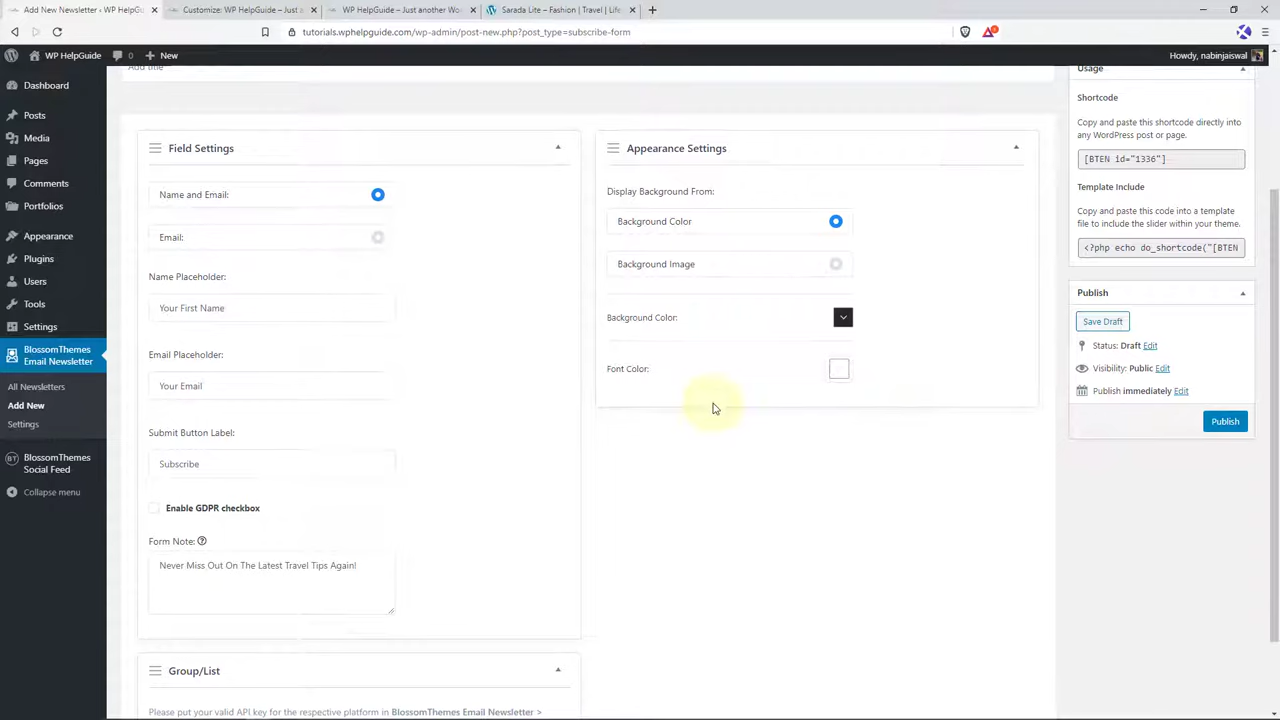 Add New Newsletter ‹ WP HelpGuid
Customize: WP HelpGuide – Just a
WP HelpGuide – Just another Wo
Sarada Lite – Fashion | Travel | Life
tutorials.wphelpguide.com/wp-admin/post-new.php?post_type=subscribe-form
WP HelpGuide
0
New
Howdy, nabinjaiswal
Dashboard
Posts
Media
Pages
Comments
Portfolios
Appearance
Plugins
Users
Tools
Settings
BlossomThemes
Email Newsletter
All Newsletters
Add New
Settings
BlossomThemes
Social Feed
Collapse menu
Add title
Field Settings
Name and Email:
Email:
Name Placeholder:
Your First Name
Email Placeholder:
Your Email
Submit Button Label:
Subscribe
Enable GDPR checkbox
Form Note:
Never Miss Out On The Latest Travel Tips Again!
Group/List
Please put your valid API key for the respective platform in BlossomThemes Email Newsletter >
Appearance Settings
Display Background From:
Background Color
Background Image
Background Color:
Font Color:
Usage
Shortcode
Copy and paste this shortcode directly into
any WordPress post or page.
[BTEN id="1336"]
Template Include
Copy and paste this code into a template
file to include the slider within your theme.
<?php echo do_shortcode("[BTEN
Publish
Save Draft
Status: Draft Edit
Visibility: Public Edit
Publish immediately Edit
Publish